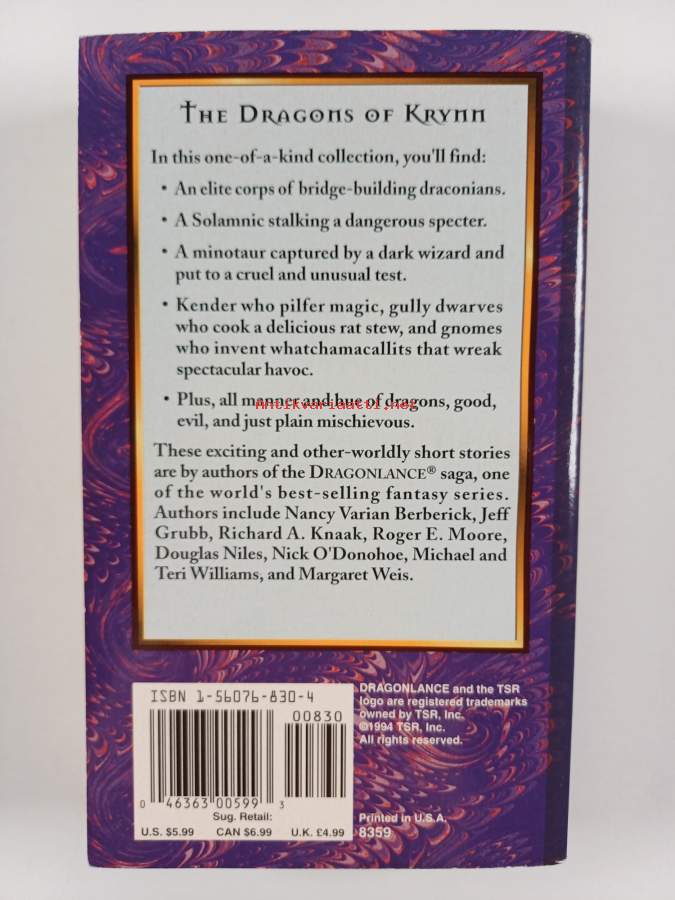 The Dragons of Krynn
In this one-of-a-kind collection, you'll find:
• An elite corps of bridge-building draconians.
• A Solamnic stalking a dangerous specter.
• A minotaur captured by a dark wizard and
put to a cruel and unusual test.
• Kender who pilfer magic, gully dwarves
who cook a delicious rat stew, and gnomes
who invent whatchamacallits that wreak
spectacular havoc.
• Plus, all manner and hue of dragons, good,
Antikvariaatti.net
evil, and just plain mischievous.
These exciting and other-worldly short stories
are by authors of the DRAGONLANCE® saga, one
of the world's best-selling fantasy series.
Authors include Nancy Varian Berberick, Jeff
Grubb, Richard A. Knaak, Roger E. Moore,
Douglas Niles, Nick O'Donohoe, Michael and
Teri Williams, and Margaret Weis.
ISBN 1-56076-830-4
00830
0 46363 00599 3
Sug. Retail:
U.S. $5.99 CAN $6.99 U.K. £4.99
DRAGONLANCE and the TSR
logo are registered trademarks
owned by TSR, Inc.
©1994 TSR, Inc.
All rights reserved.
Printed in U.S.A.
8359